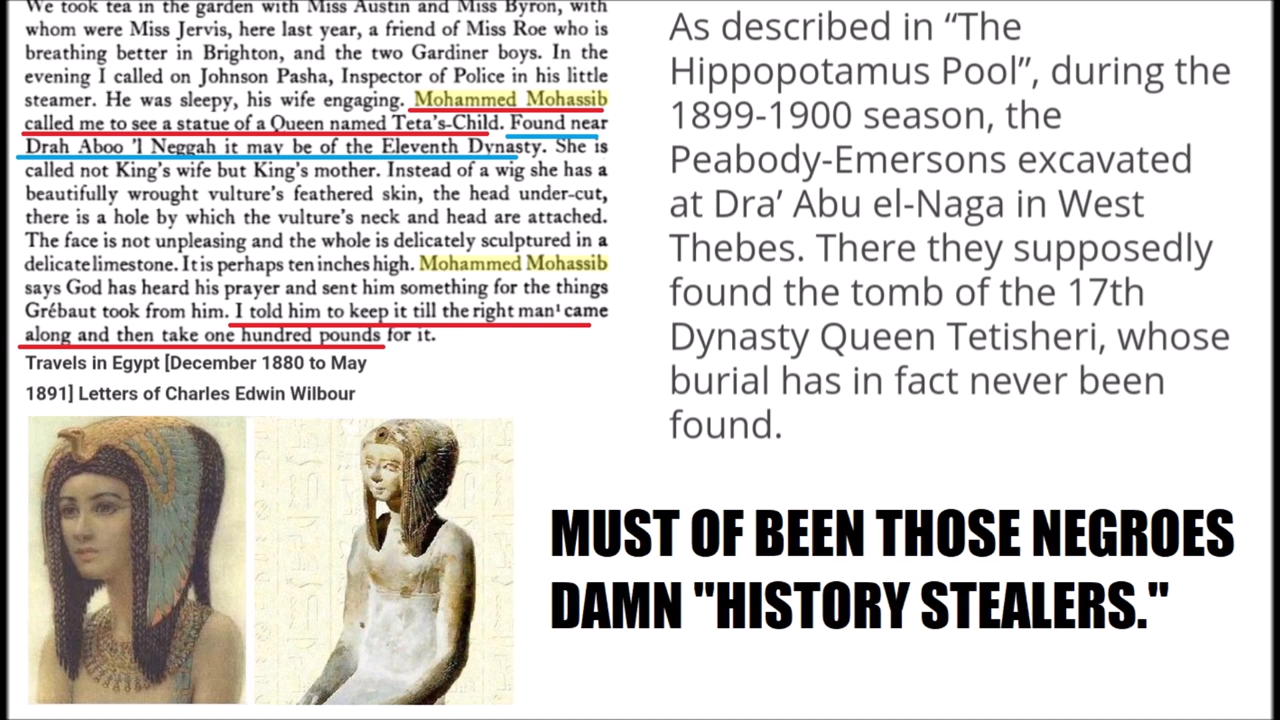 We took tea in the garden with Miss Austin and Miss Byron, with
whom were Miss Jervis, here last year, a friend of Miss Roe who is
breathing better in Brighton, and the two Gardiner boys. In the
evening I called on Johnson Pasha, Inspector of Police in his little
steamer. He was sleepy, his wife engaging. Mohammed Mohassib
called me to see a statue of a Queen named Teta's-Child. Found near
Drah Aboo 'l Neggah it may be of the Eleventh Dynasty. She is
called not King's wife but King's mother. Instead of a wig she has a
beautifully wrought vulture's feathered skin, the head under-cut,
there is a hole by which the vulture's neck and head are attached.
The face is not unpleasing and the whole is delicately sculptured in a
delicate limestone. It is perhaps ten inches high. Mohammed Mohassib
says God has heard his prayer and sent him something for the things
Grébaut took from him. I told him to keep it till the right man¹ came
along and then take one hundred pounds for it.
Travels in Egypt [December 1880 to May
1891] Letters of Charles Edwin Wilbour
As described in “The
Hippopotamus Pool”, during the
1899-1900 season, the
Peabody-Emersons excavated
at Dra’ Abu el-Naga in West
Thebes. There they supposedly
found the tomb of the 17th
Dynasty Queen Tetisheri, whose
burial has in fact never been
found.
MUST OF BEEN THOSE NEGROES
DAMN "HISTORY STEALERS."